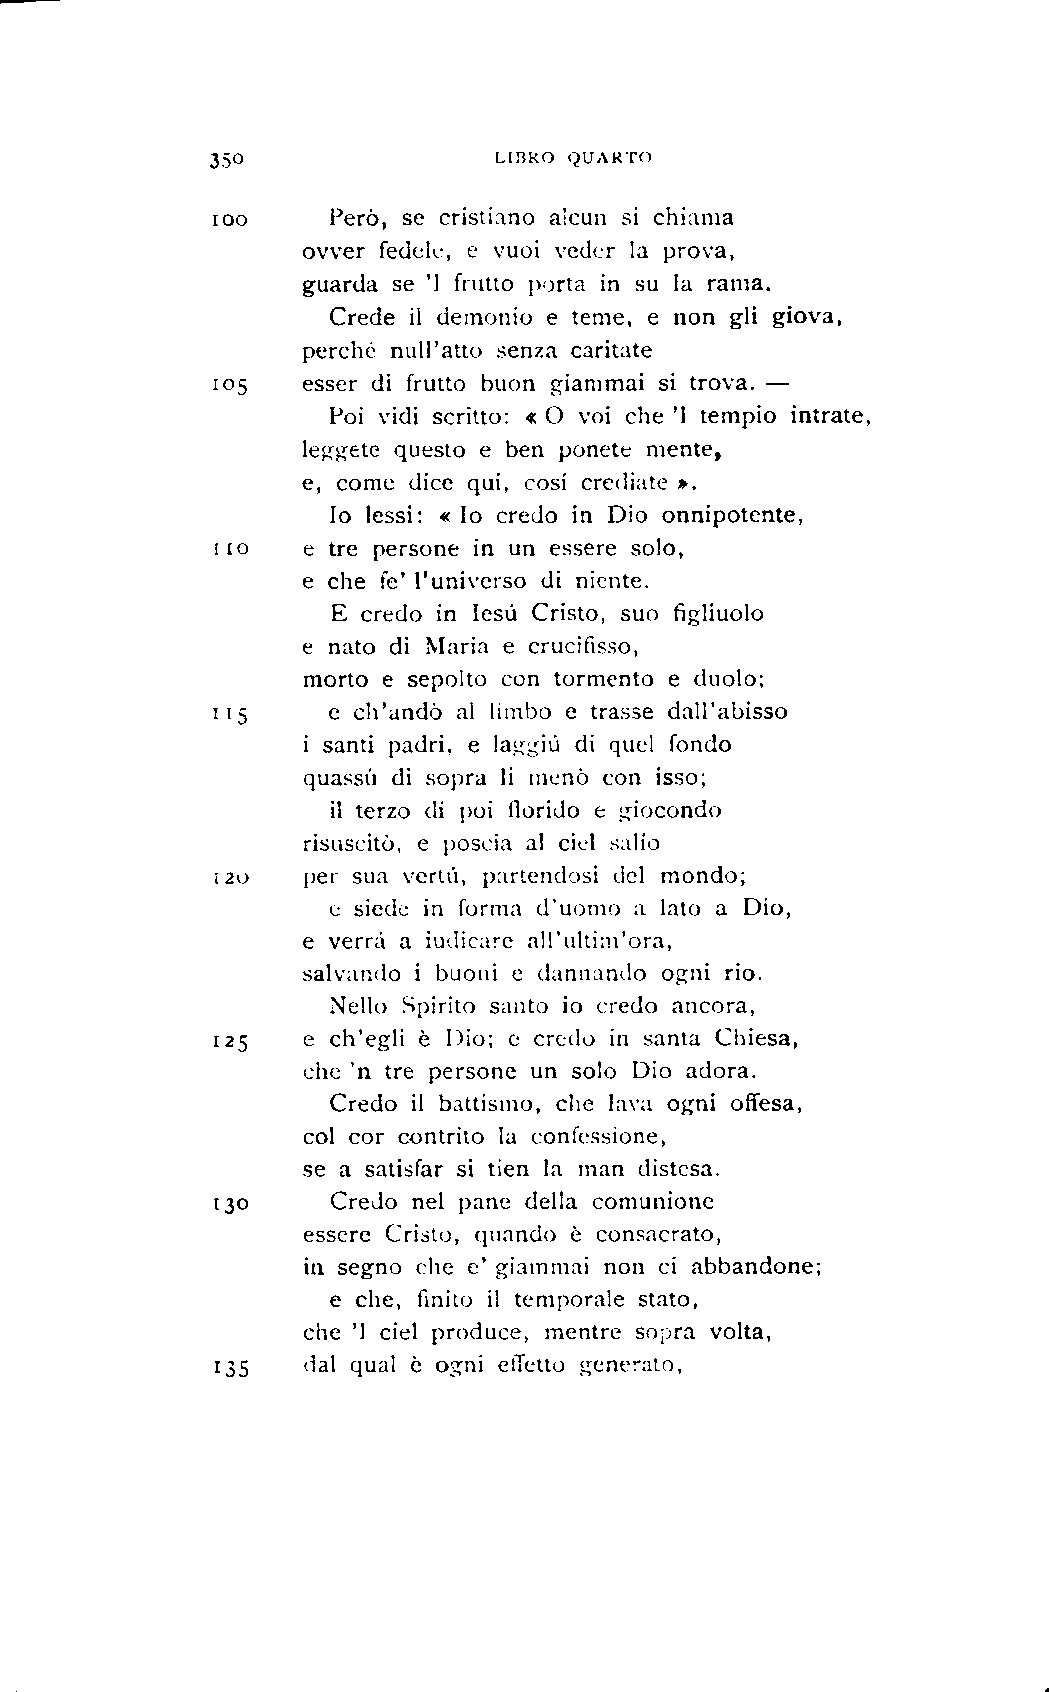 350 LIBRO QUARTO
100 Però, se cristiano alcun si chiama
ovver fedele, e vuoi veder la prova,
guarda se 'l frutto porta in su la rama.
Crede il demonio e teme, e non gli giova,
perché null'atto senza caritate
105 esser di frutto buon giammai si trova. —
Poi vidi scritto: « O voi che 'l tempio intrate,
leggete questo e ben ponete mente,
e, come dice qui, cosí crediate ».
Io lessi: « Io credo in Dio onnipotente,
110 e tre persone in un essere solo,
e che fe' l'universo di niente.
E credo in Iesú Cristo, suo figliuolo
e nato di Maria e crucifisso,
morto e sepolto con tormento e duolo;
115 e ch'andò al limbo e trasse dall'abisso
i santi padri, e laggiú di quel fondo
quassú di sopra li menò con isso;
il terzo dí poi florido e giocondo
risuscitò, e poscia al ciel salío
120 per sua vertú, partendosi del mondo;
e siede in forma d'uomo a lato a Dio,
e verrá a iudicare all'ultim'ora,
salvando i buoni e dannando ogni rio.
Nello Spirito santo io credo ancora,
125 e ch'egli è Dio; e credo in santa Chiesa,
che 'n tre persone un solo Dio adora.
Credo il battismo, che lava ogni offesa,
col cor contrito la confessione,
se a satisfar si tien la man distesa.
130 Credo nel pane della comunione
essere Cristo, quando è consacrato,
in segno che e' giammai non ci abbandone;
e che, finito il temporale stato,
che 'l ciel produce, mentre sopra volta,
135 dal qual è ogni effetto generato,